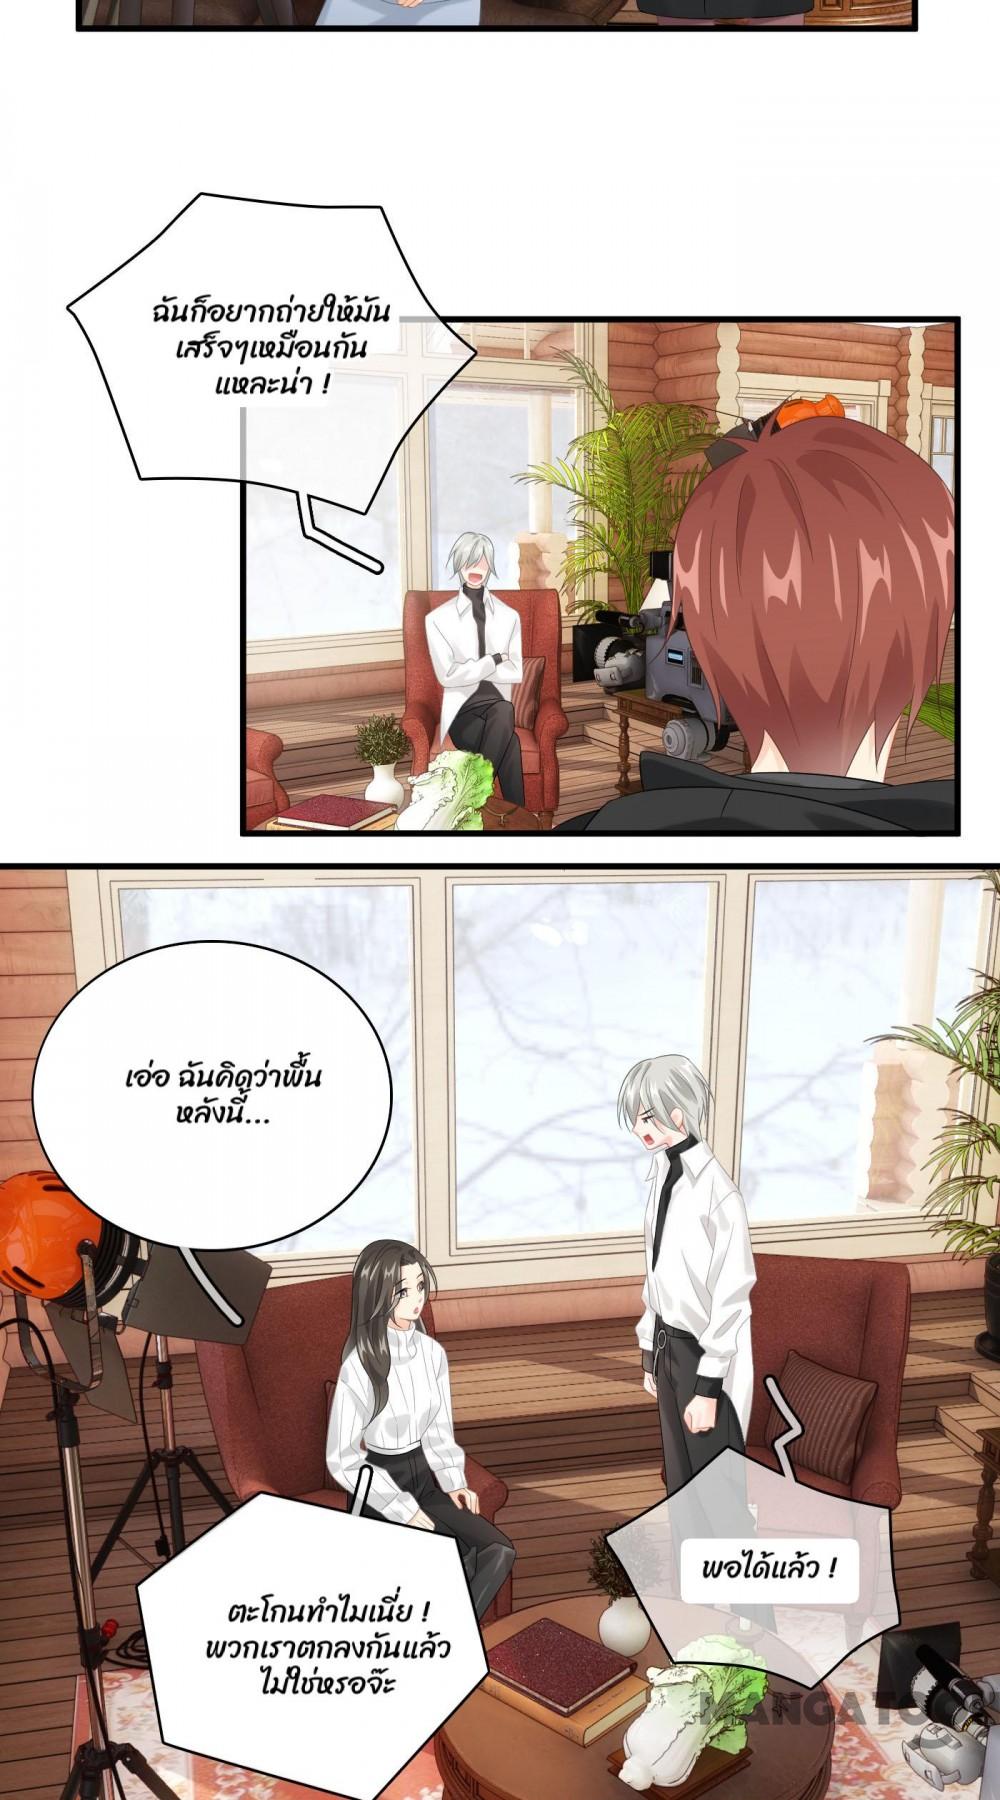 ฉันก็อยากถ่ายให้มัน
เสร็จๆเหมือนกัน
แหละน่า !
เอ่อ ฉันคิดว่าพื้น
หลังนี้...
พอได้แล้ว !
ตะโกนทำไมเนี่ย !
พวกเราตกลงกันแล้ว
ไม่ใช่หรอจ๊ะ
MANGATOON